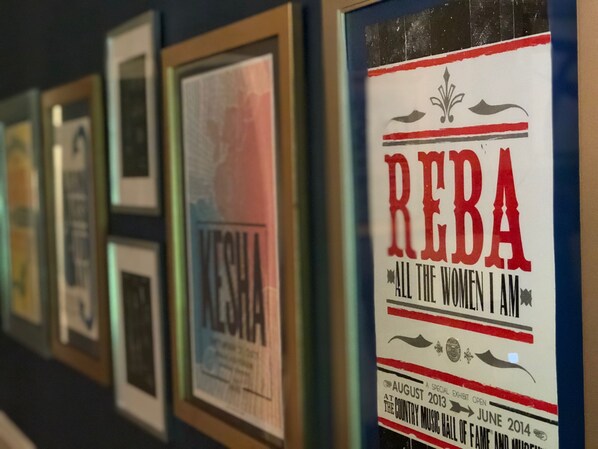 KESHA
REBA
ALL THE WOMEN I AM
A SPECIAL EXHIBIT OPEN
AUGUST 2013
JUNE 2014
AT THE COUNTRY MUSIC HALL OF FAME AND